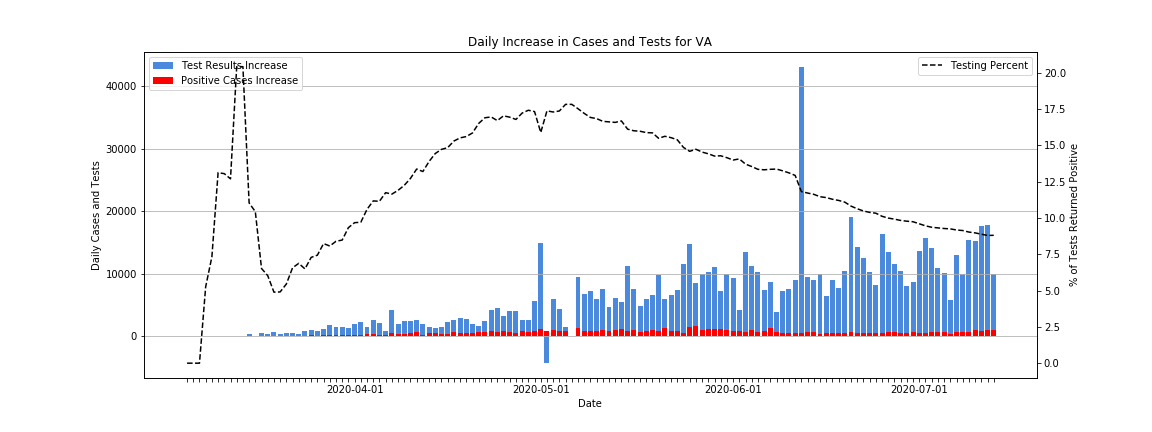 Daily Increase in Cases and Tests for VA
Test Results Increase
Positive Cases Increase
Testing Percent
40000
30000
20000
10000
0
Daily Cases and Tests
20.0
17.5
15.0
12.5
10.0
7.5
5.0
2.5
0.0
% of Tests Returned Positive
2020-04-01
2020-05-01
2020-06-01
2020-07-01
Date